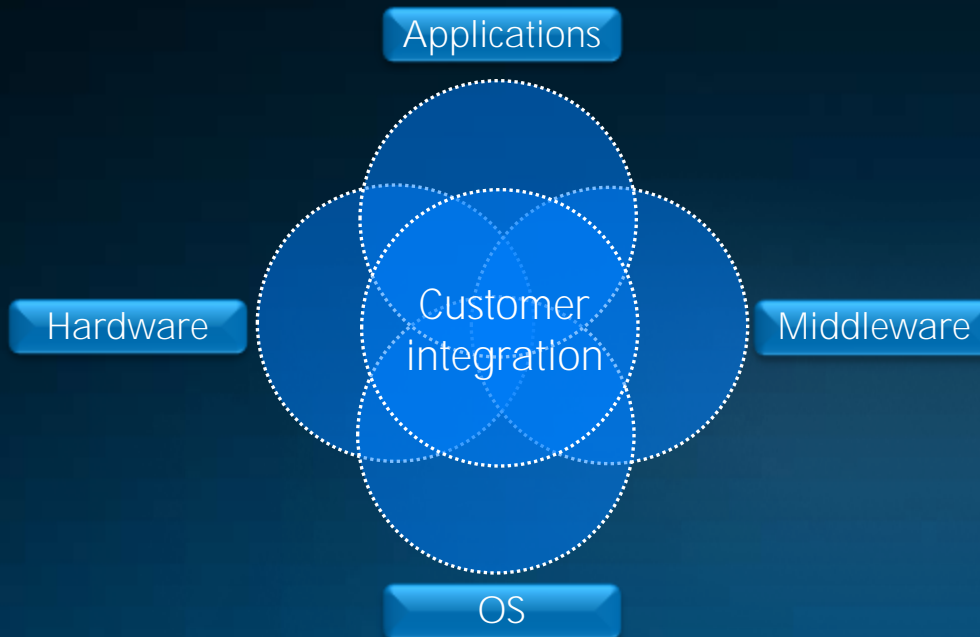 Applications
Hardware
Customer
integration
Middleware
OS